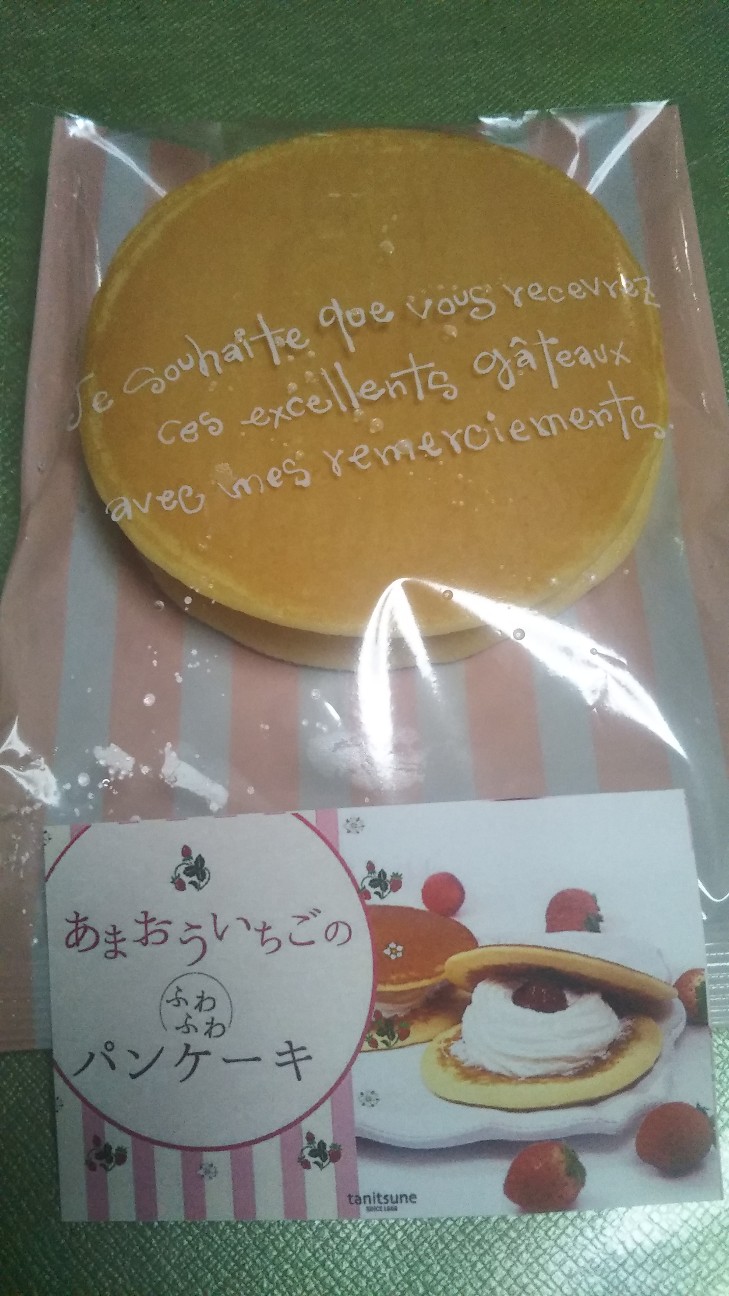 Je souhaite que vous recevrez
ces excellents gâteaux
avec mes remerciements.
あまおういちごの
ふわ
ふわ
パンケーキ
tanitsune